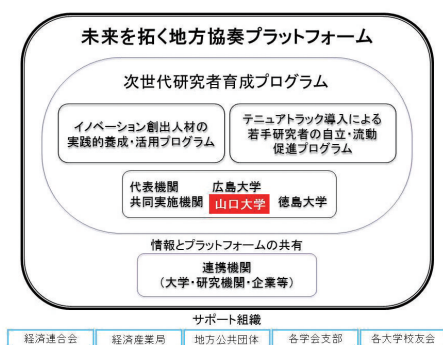 未来を拓く地方協奏プラットフォーム
次世代研究者育成プログラム
イノベーション創出人材の
実践的養成・活用プログラム
テニュアトラック導入による
若手研究者の自立・流動
促進プログラム
代表機関 広島大学
共同実施機関 山口大学 徳島大学
情報とプラットフォームの共有
連携機関
（大学・研究機関・企業等）
サポート組織
経済連合会 経済産業局 地方公共団体 各学会支部 各大学校友会